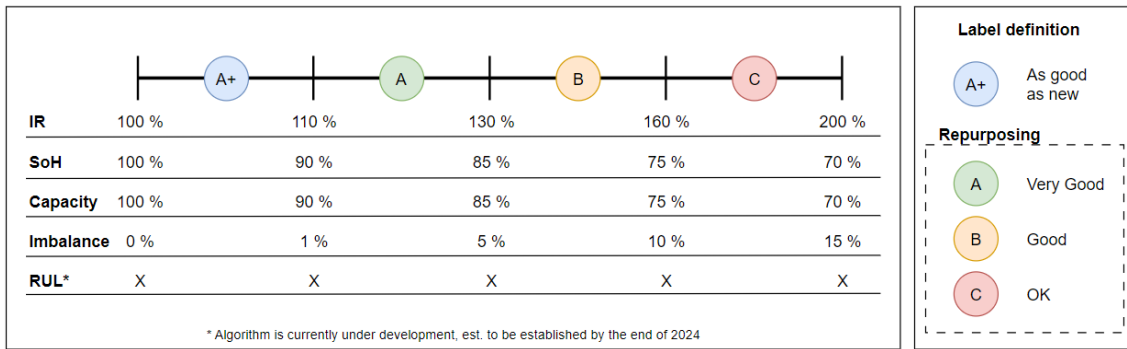 A+ A B C
IR 100 % 110 % 130 % 160 % 200 %
SoH 100 % 90 % 85 % 75 % 70 %
Capacity 100 % 90 % 85 % 75 % 70 %
Imbalance 0 % 1 % 5 % 10 % 15 %
RUL* X X X X X
* Algorithm is currently under development, est. to be established by the end of 2024
Label definition
A+ As good
as new
Repurposing
A Very Good
B Good
C OK